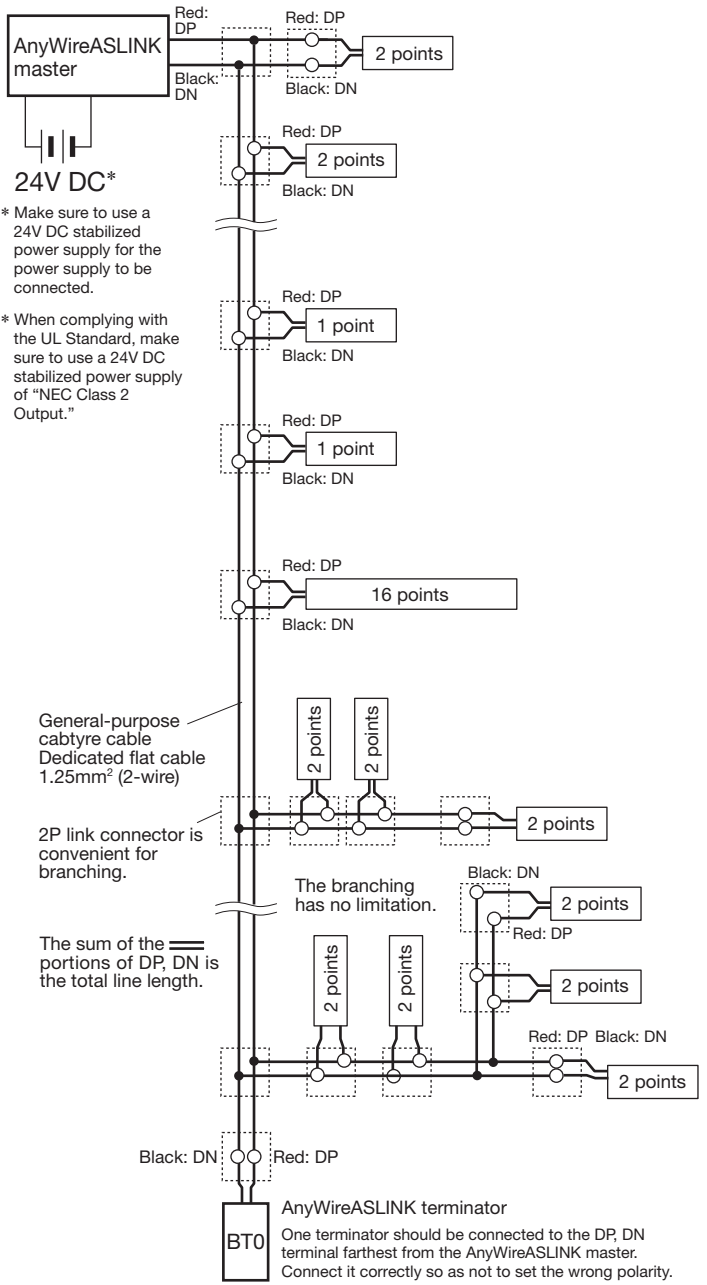 Red:
DP
Red: DP
AnyWireASLINK
master
2 points
Black:
DN
Black: DN
Red: DP
2 points
24V DC*
Black: DN
* Make sure to use a
24V DC stabilized
power supply for the
power supply to be
connected.
Red: DP
* When complying with
the UL Standard, make
sure to use a 24V DC
stabilized power supply
of “NEC Class 2
Output.”
1 point
Black: DN
Red: DP
1 point
Black: DN
Red: DP
16 points
Black: DN
General-purpose
cabtyre cable
Dedicated flat cable
1.25mm² (2-wire)
2 points
2 points
2P link connector is
convenient for
branching.
2 points
The branching
has no limitation.
Black: DN
2 points
Red: DP
The sum of the
portions of DP, DN is
the total line length.
2 points
2 points
2 points
Red: DP Black: DN
2 points
Black: DN
Red: DP
BT0
AnyWireASLINK terminator
One terminator should be connected to the DP, DN
terminal farthest from the AnyWireASLINK master.
Connect it correctly so as not to set the wrong polarity.